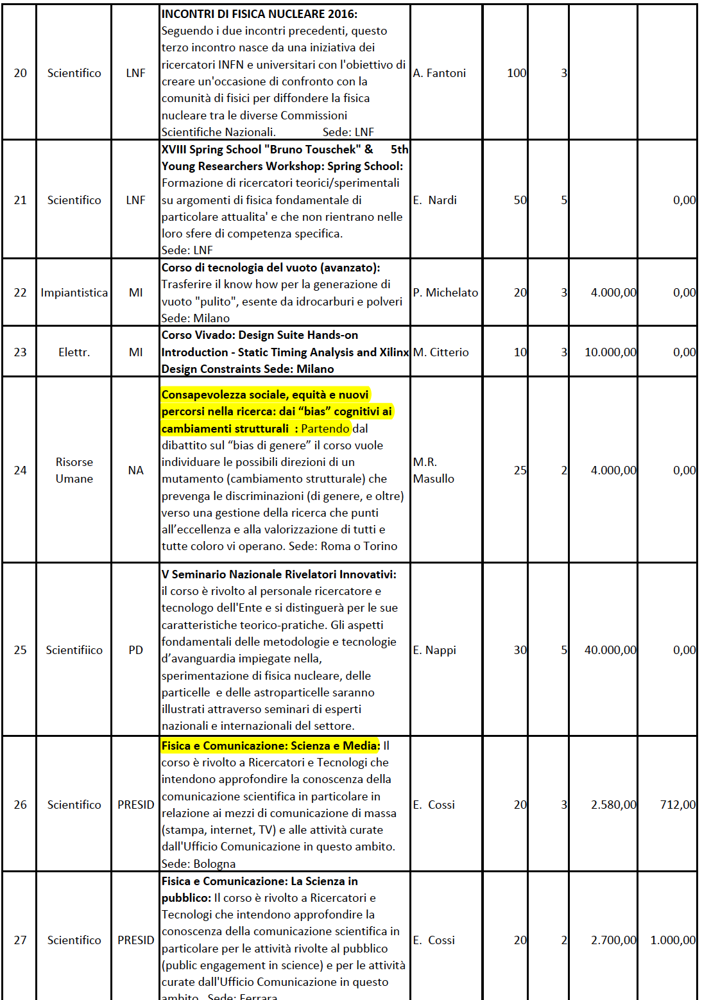 INCONTRI DI FISICA NUCLEARE 2016:
Seguendo i due incontri precedenti, questo
terzo incontro nasce da una iniziativa dei
ricercatori INFN e universitari con l'obiettivo di
20 Scientifico LNF creare un'occasione di confronto con la A. Fantoni 100 3
comunità di fisici per diffondere la fisica
nucleare tra le diverse Commissioni
Scientifiche Nazionali. Sede: LNF
XVIII Spring School "Bruno Touschek" & 5th
Young Researchers Workshop: Spring School:
Formazione di ricercatori teorici/sperimentali
21 Scientifico LNF su argomenti di fisica fondamentale di E. Nardi 50 5 0,00
particolare attualita' e che non rientrano nelle
loro sfere di competenza specifica.
Sede: LNF
Corso di tecnologia del vuoto (avanzato):
Trasferire il know how per la generazione di
22 Impiantistica MI vuoto "pulito", esente da idrocarburi e polveri P. Michelato 20 3 4.000,00 0,00
Sede: Milano
Corso Vivado: Design Suite Hands-on
23 Elettr. MI Introduction - Static Timing Analysis and Xilinx M. Citterio 10 3 10.000,00 0,00
Design Constraints Sede: Milano
Consapevolezza sociale, equità e nuovi
percorsi nella ricerca: dai “bias” cognitivi ai
cambiamenti strutturali : Partendo dal
dibattito sul “bias di genere” il corso vuole
individuare le possibili direzioni di un
24 Risorse Umane NA mutamento (cambiamento strutturale) che M.R. Masullo 25 2 4.000,00 0,00
prevenga le discriminazioni (di genere, e oltre)
verso una gestione della ricerca che punti
all’eccellenza e alla valorizzazione di tutti e
tutte coloro vi operano. Sede: Roma o Torino
V Seminario Nazionale Rivelatori Innovativi:
il corso è rivolto al personale ricercatore e
tecnologo dell'Ente e si distinguerà per le sue
caratteristiche teorico-pratiche. Gli aspetti
fondamentali delle metodologie e tecnologie
25 Scientifiico PD d’avanguardia impiegate nella, E. Nappi 30 5 40.000,00 0,00
sperimentazione di fisica nucleare, delle
particelle e delle astroparticelle saranno
illustrati attraverso seminari di esperti
nazionali e internazionali del settore.
Fisica e Comunicazione: Scienza e Media: Il
corso è rivolto a Ricercatori e Tecnologi che
intendono approfondire la conoscenza della
comunicazione scientifica in particolare in
26 Scientifico PRESID relazione ai mezzi di comunicazione di massa E. Cossi 20 3 2.580,00 712,00
(stampa, internet, TV) e alle attività curate
dall'Ufficio Comunicazione in questo ambito.
Sede: Bologna
Fisica e Comunicazione: La Scienza in
pubblico: Il corso è rivolto a Ricercatori e
Tecnologi che intendono approfondire la
conoscenza della comunicazione scientifica in
27 Scientifico PRESID particolare per le attività rivolte al pubblico E. Cossi 20 2 2.700,00 1.000,00
(public engagement in science) e per le attività
curate dall'Ufficio Comunicazione in questo
ambito. Sede: Ferrara